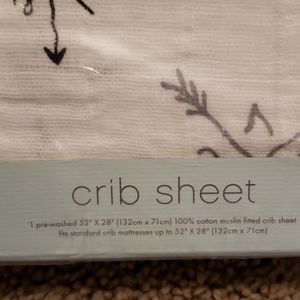 crib sheet
1 pre-washed 52" X 28" (132cm x 71cm) 100% cotton muslin fitted crib sheet
fits standard crib mattresses up to 52" X 28" (132cm x 71cm)